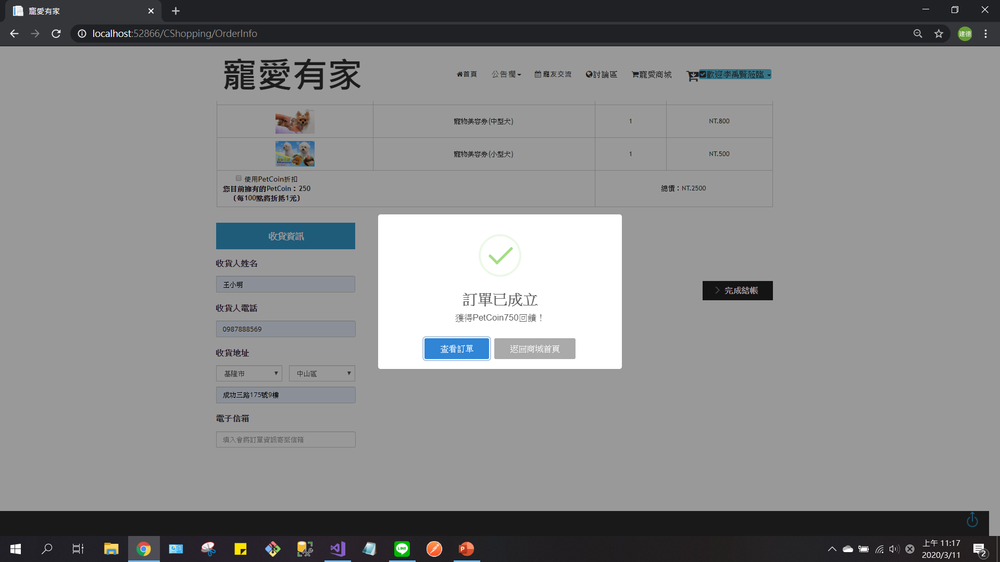 寵愛有家
localhost:52866/CShopping/OrderInfo
建德
寵愛有家
首頁
公告欄
寵友交流
討論區
寵愛商城
歡迎李禹賢蒞臨
寵物美容券(中型犬)
1
NT.800
寵物美容券(小型犬)
1
NT.500
使用PetCoin折扣
您目前擁有的PetCoin：250
（每100點將折抵1元）
總價：NT.2500
收貨資訊
收貨人姓名
王小明
收貨人電話
0987888569
收貨地址
基隆市
中山區
成功三路175號9樓
電子信箱
填入會將訂單資訊寄至信箱
完成結帳
訂單已成立
獲得PetCoin750回饋！
查看訂單
返回商城首頁
LINE
P
上午 11:17
2020/3/11
2